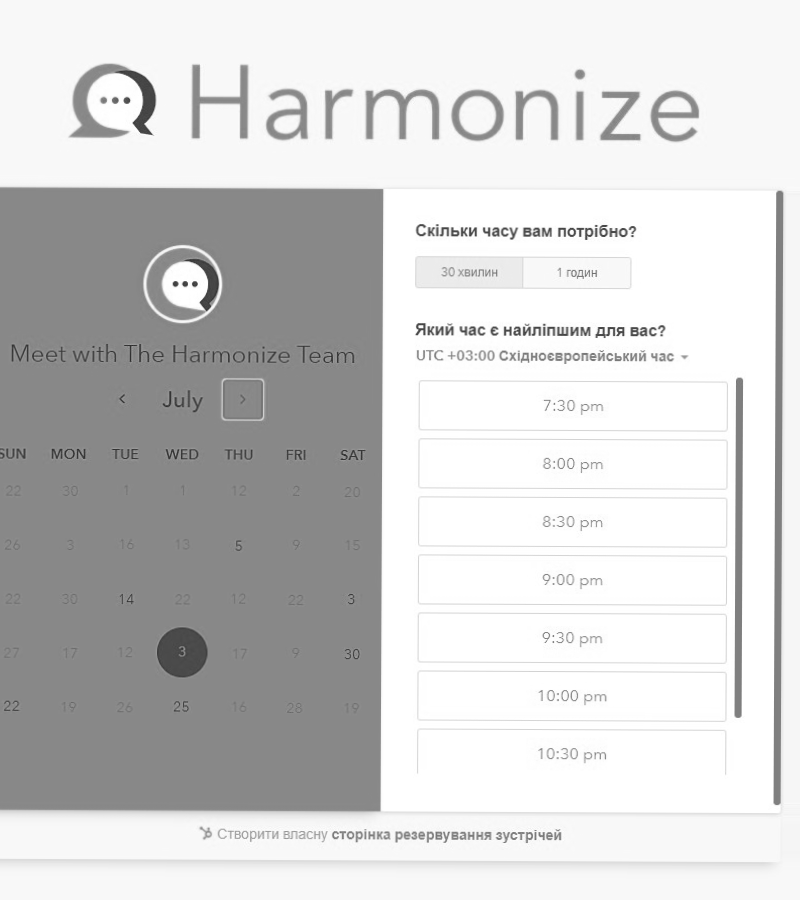 Harmonize
Meet with The Harmonize Team
July
SUN MON TUE WED THU FRI SAT
22 30 1 1 12 2 20
26 3 16 13 5 9 15
22 30 14 22 12 22 3
27 17 12 3 17 9 30
22 19 26 25 16 28 19
Скільки часу вам потрібно?
30 хвилин 1 годин
Який час є найліпшим для вас?
UTC +03:00 Східноєвропейський час
7:30 pm
8:00 pm
8:30 pm
9:00 pm
9:30 pm
10:00 pm
10:30 pm
Створити власну сторінка резервування зустрічей